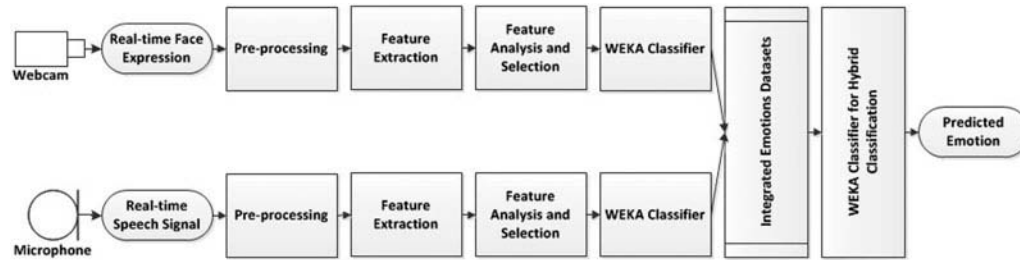 Webcam
Real-time Face
Expression
Pre-processing
Feature
Extraction
Feature
Analysis and
Selection
WEKA Classifier
Microphone
Real-time
Speech Signal
Pre-processing
Feature
Extraction
Feature
Analysis and
Selection
WEKA Classifier
Integrated Emotions Datasets
WEKA Classifier for Hybrid
Classification
Predicted
Emotion